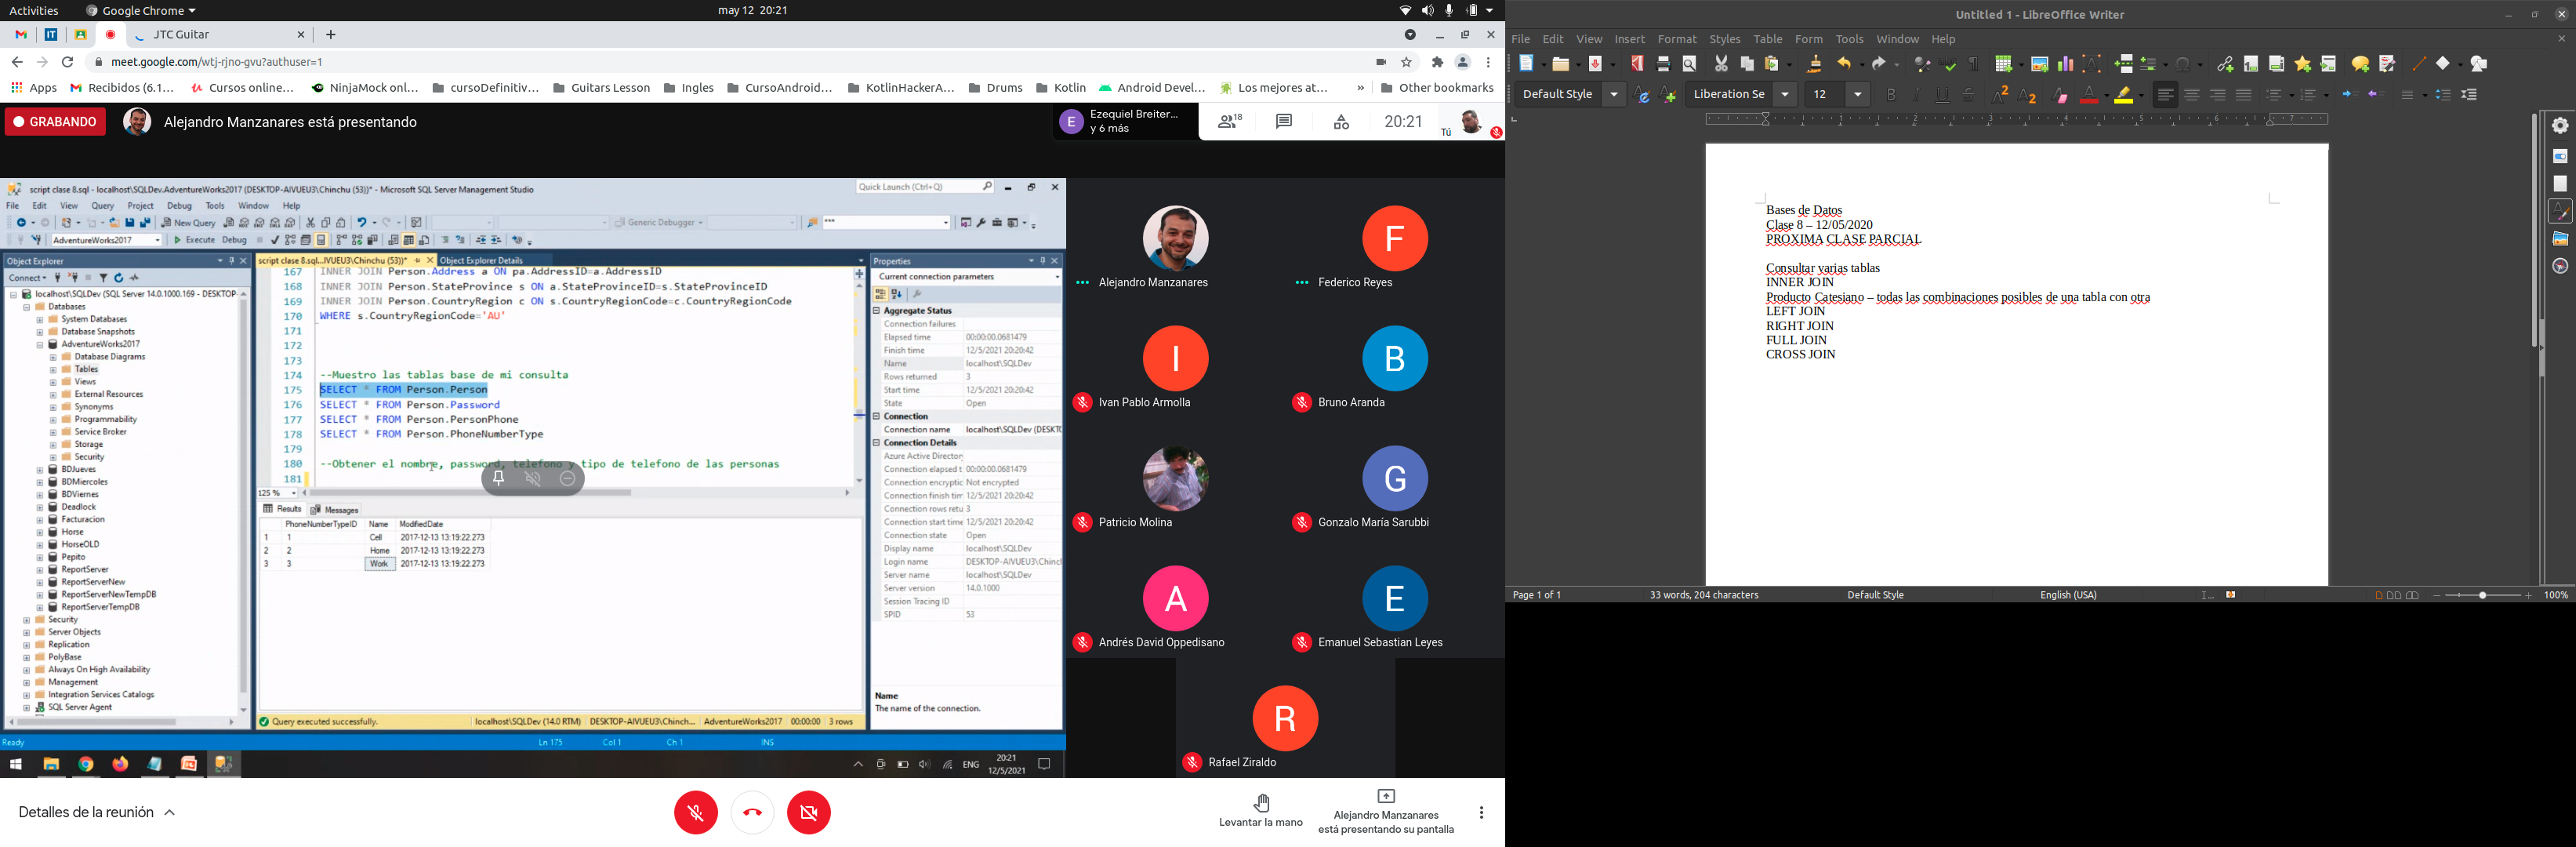 Activities
Google Chrome
may 12 20:21
JTC Guitar
meet.google.com/wtj-rjno-gvu?authuser=1
Apps
Recibidos (6.1...
Cursos online...
NinjaMock onl...
cursoDefinitiv...
Guitars Lesson
Ingles
CursoAndroid...
KotlinHackerA...
Drums
Kotlin
Android Devel...
Los mejores at...
»
Other bookmarks
GRABANDO
Alejandro Manzanares está presentando
E
Ezequiel Breiter...
y 6 más
18
20:21
Tú
script clase 8.sql - localhost\SQLDev.AdventureWorks2017 (DESKTOP-AIVUEU3\Chinchu (53))* - Microsoft SQL Server Management Studio
Quick Launch (Ctrl+Q)
File Edit View Query Project Debug Tools Window Help
New Query
Generic Debugger
AdventureWorks2017
Execute Debug
Object Explorer
Connect
localhost\SQLDev (SQL Server 14.0.1000.169 - DESKTOP-
Databases
System Databases
Database Snapshots
AdventureWorks2017
Database Diagrams
Tables
Views
External Resources
Synonyms
Programmability
Service Broker
Storage
Security
BDJueves
BDMiercoles
BDViernes
Deadlock
Facturacion
Horse
HorseOLD
Pepito
ReportServer
ReportServerNew
ReportServerNewTempDB
ReportServerTempDB
Security
Server Objects
Replication
PolyBase
Always On High Availability
Management
Integration Services Catalogs
SQL Server Agent
script clase 8.sql...IVUEU3\Chinchu (53))*
Object Explorer Details
167 INNER JOIN Person.Address a ON pa.AddressID=a.AddressID
168 INNER JOIN Person.StateProvince s ON a.StateProvinceID=s.StateProvinceID
169 INNER JOIN Person.CountryRegion c ON s.CountryRegionCode=c.CountryRegionCode
170 WHERE s.CountryRegionCode='AU'
171
172
173
174 --Muestro las tablas base de mi consulta
175 SELECT * FROM Person.Person
176 SELECT * FROM Person.Password
177 SELECT * FROM Person.PersonPhone
178 SELECT * FROM Person.PhoneNumberType
179
180 --Obtener el nombre, password, telefono y tipo de telefono de las personas
181
125 %
Results Messages
PhoneNumberTypeID Name ModifiedDate
1 1 Cell 2017-12-13 13:19:22.273
2 2 Home 2017-12-13 13:19:22.273
3 3 Work 2017-12-13 13:19:22.273
Query executed successfully.
localhost\SQLDev (14.0 RTM)
DESKTOP-AIVUEU3\Chinch...
AdventureWorks2017
00:00:00
3 rows
Properties
Current connection parameters
Aggregate Status
Connection failures
Elapsed time 00:00:00.0681479
Finish time 12/5/2021 20:20:42
Name localhost\SQLDev
Rows returned 3
Start time 12/5/2021 20:20:42
State Open
Connection
Connection name localhost\SQLDev (DESKTO
Connection Details
Azure Active Director
Connection elapsed t 00:00:00.0681479
Connection encryptic Not encrypted
Connection finish tim 12/5/2021 20:20:42
Connection rows retu 3
Connection start time 12/5/2021 20:20:42
Connection state Open
Display name localhost\SQLDev
Login name DESKTOP-AIVUEU3\Chincl
Server name localhost\SQLDev
Server version 14.0.1000
Session Tracing ID
SPID 53
Name
The name of the connection.
Ready
Ln 175
Col 1
Ch 1
INS
ENG
20:21
12/5/2021
Alejandro Manzanares
F
Federico Reyes
I
Ivan Pablo Armolla
B
Bruno Aranda
Patricio Molina
G
Gonzalo María Sarubbi
A
Andrés David Oppedisano
E
Emanuel Sebastian Leyes
R
Rafael Ziraldo
Detalles de la reunión
Levantar la mano
Alejandro Manzanares
está presentando su pantalla
Untitled 1 - LibreOffice Writer
File Edit View Insert Format Styles Table Form Tools Window Help
Default Style
Liberation Se
12
Bases de Datos
Clase 8 – 12/05/2020
PROXIMA CLASE PARCIAL
Consultar varias tablas
INNER JOIN
Producto Catesiano – todas las combinaciones posibles de una tabla con otra
LEFT JOIN
RIGHT JOIN
FULL JOIN
CROSS JOIN
Page 1 of 1
33 words, 204 characters
Default Style
English (USA)
100%